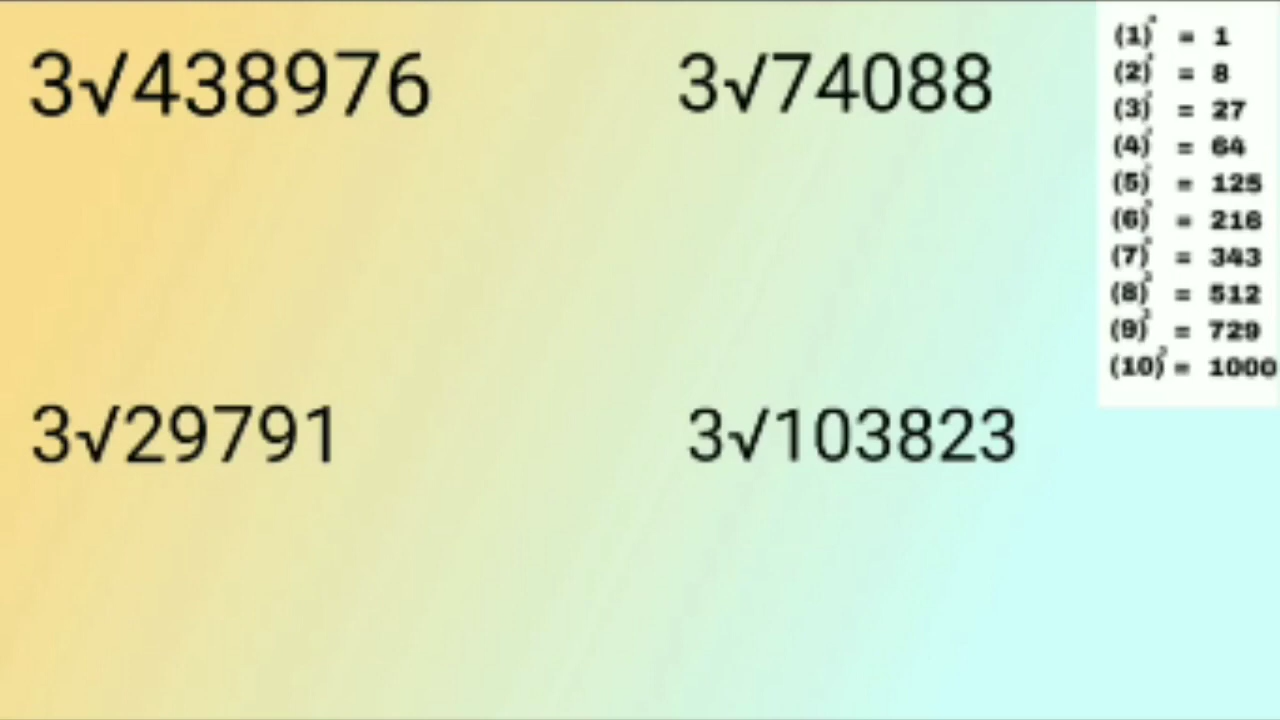 3√438976
3√74088
3√29791
3√103823
(1)³ = 1
(2)³ = 8
(3)³ = 27
(4)³ = 64
(5)³ = 125
(6)³ = 216
(7)³ = 343
(8)³ = 512
(9)³ = 729
(10)³ = 1000